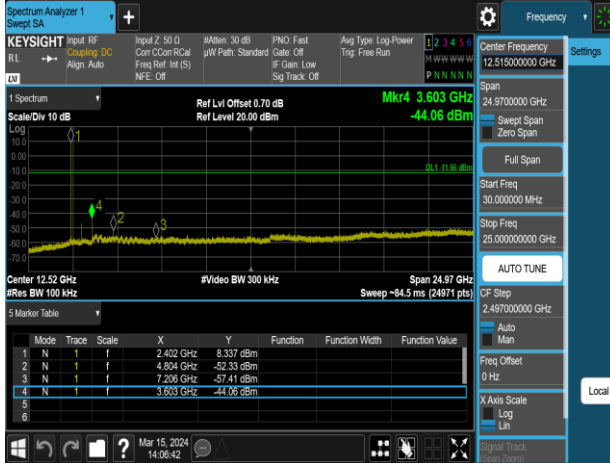 Spectrum Analyzer 1
Swept SA
+
Frequency
KEYSIGHT
RL
LXI
Input: RF
Coupling: DC
Align: Auto
Input Z: 50 Ω
Corr CCorr RCal
Freq Ref: Int (S)
NFE: Off
#Atten: 30 dB
µW Path: Standard
PNO: Fast
Gate: Off
IF Gain: Low
Sig Track: Off
Avg Type: Log-Power
Trig: Free Run
1 2 3 4 5 6
M W W W W W
P N N N N N
Center Frequency
12.515000000 GHz
Settings
1 Spectrum
Scale/Div 10 dB
Ref Lvl Offset 0.70 dB
Ref Level 20.00 dBm
Mkr4 3.603 GHz
-44.06 dBm
Log
10.0
0.00
-10.0
-20.0
-30.0
-40.0
-50.0
-60.0
-70.0
1
4
2
3
DL1 -11.66 dBm
Center 12.52 GHz
#Res BW 100 kHz
#Video BW 300 kHz
Span 24.97 GHz
Sweep ~84.5 ms (24971 pts)
Span
24.9700000 GHz
Swept Span
Zero Span
Full Span
Start Freq
30.000000 MHz
Stop Freq
25.000000000 GHz
AUTO TUNE
CF Step
2.497000000 GHz
Auto
Man
Freq Offset
0 Hz
X Axis Scale
Log
Lin
Signal Track
(Span Zoom)
Local
5 Marker Table
Mode Trace Scale X Y Function Function Width Function Value
1 N 1 f 2.402 GHz 8.337 dBm
2 N 1 f 4.804 GHz -52.33 dBm
3 N 1 f 7.206 GHz -57.41 dBm
4 N 1 f 3.603 GHz -44.06 dBm
5
6
?
Mar 15, 2024
14:06:42